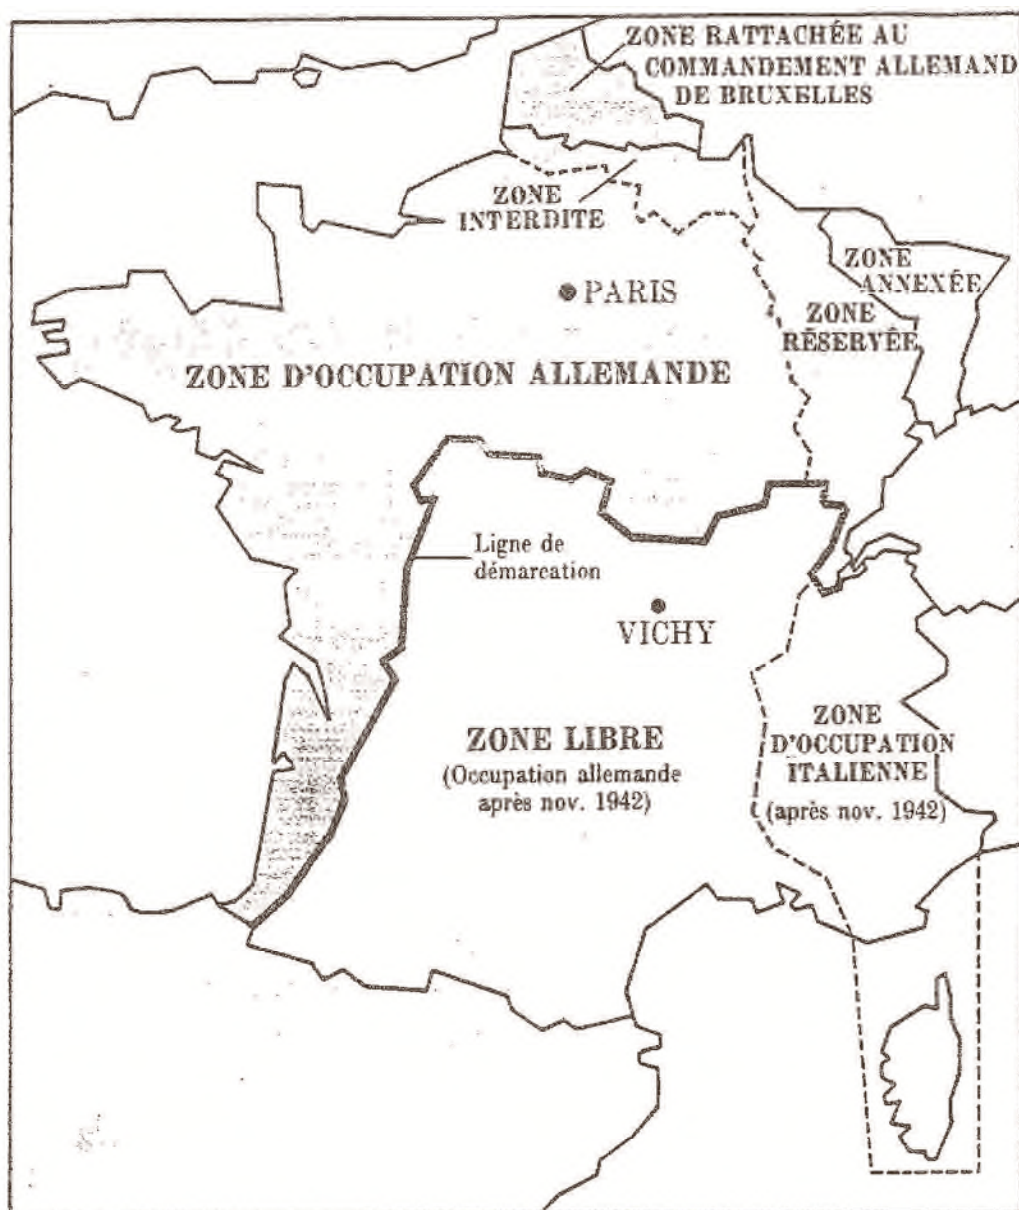 ZONE RATTACHÉE AU
COMMANDEMENT ALLEMAND
DE BRUXELLES
ZONE
INTERDITE
ZONE
ANNEXÉE
PARIS
ZONE
RÉSERVÉE
ZONE D'OCCUPATION ALLEMANDE
Ligne de
démarcation
VICHY
ZONE LIBRE
(Occupation allemande
après nov. 1942)
ZONE
D'OCCUPATION
ITALIENNE
(après nov. 1942)